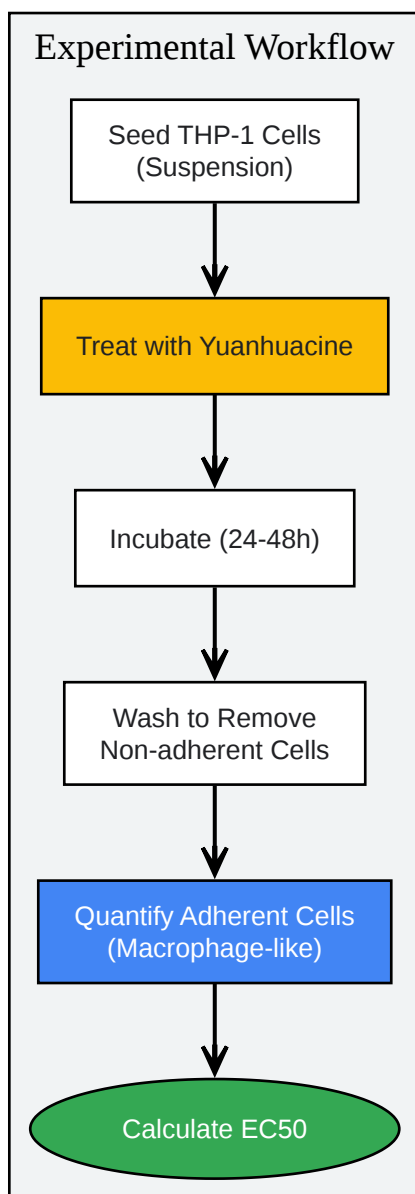 Experimental Workflow
Seed THP-1 Cells
(Suspension)
Treat with Yuanhuacine
Incubate (24-48h)
Wash to Remove
Non-adherent Cells
Quantify Adherent Cells
(Macrophage-like)
Calculate EC50